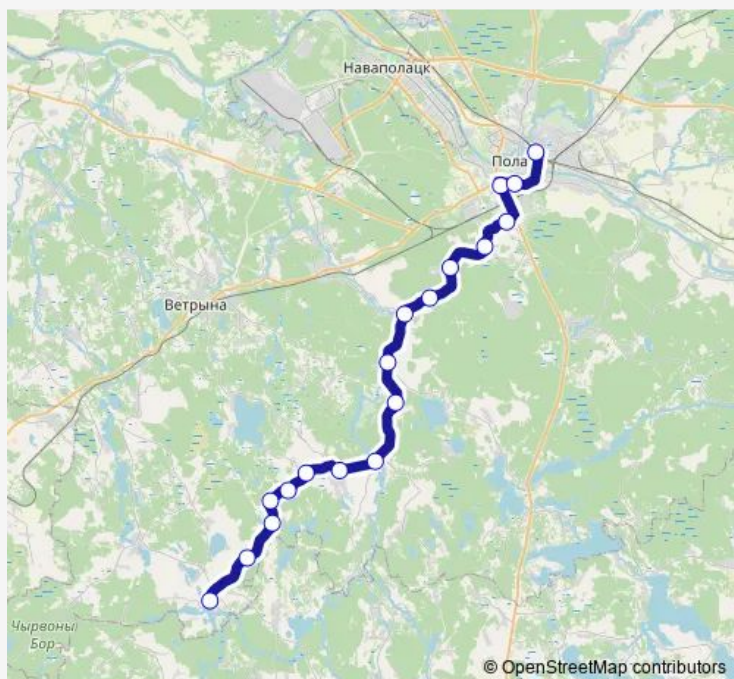 Наваполацк
Пола
Ветрына
Чырвоны
Бор
© OpenStreetMap contributors